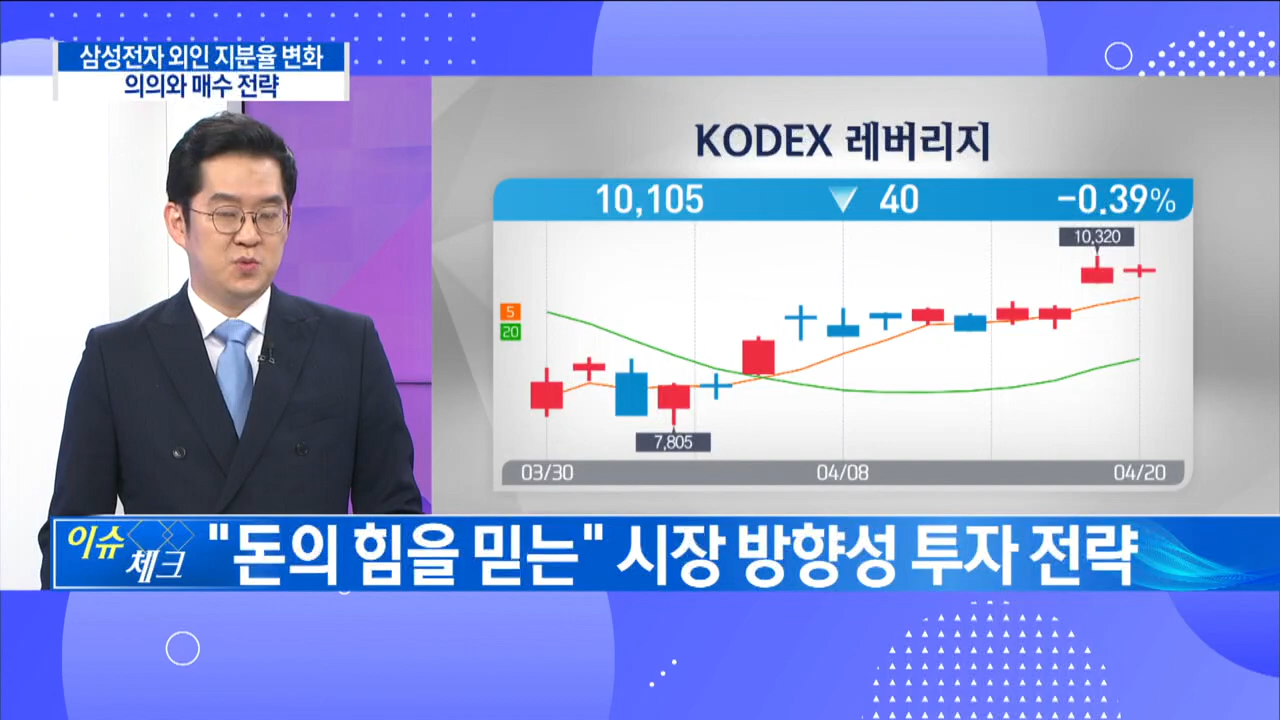 삼성전자 외인 지분율 변화
의의와 매수 전략
KODEX 레버리지
10,105 ▼ 40 -0.39%
10,320
5
20
7,805
03/30 04/08 04/20
이슈체크 "돈의 힘을 믿는" 시장 방향성 투자 전략